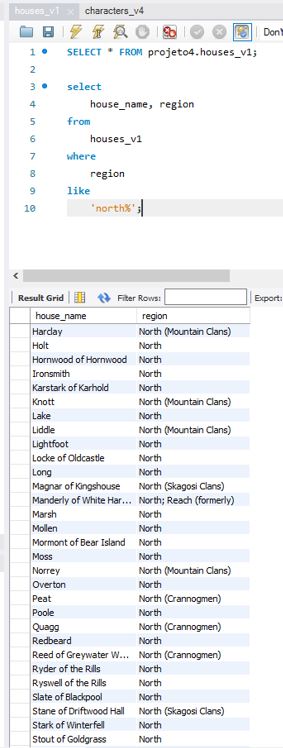 houses_v1 × characters_v4
Don'
1 SELECT * FROM projeto4.houses_v1;
2
3 select
4 house_name, region
5 from
6 houses_v1
7 where
8 region
9 like
10 'north%';
Result Grid Filter Rows: Export:
house_name region
Harclay North (Mountain Clans)
Holt North
Hornwood of Hornwood North
Ironsmith North
Karstark of Karhold North
Knott North (Mountain Clans)
Lake North
Liddle North (Mountain Clans)
Lightfoot North
Locke of Oldcastle North
Long North
Magnar of Kingshouse North (Skagosi Clans)
Manderly of White Har... North; Reach (formerly)
Marsh North
Mollen North
Mormont of Bear Island North
Moss North
Norrey North (Mountain Clans)
Overton North
Peat North (Crannogmen)
Poole North
Quagg North (Crannogmen)
Redbeard North
Reed of Greywater W... North (Crannogmen)
Ryder of the Rills North
Ryswell of the Rills North
Slate of Blackpool North
Stane of Driftwood Hall North (Skagosi Clans)
Stark of Winterfell North
Stout of Goldgrass North